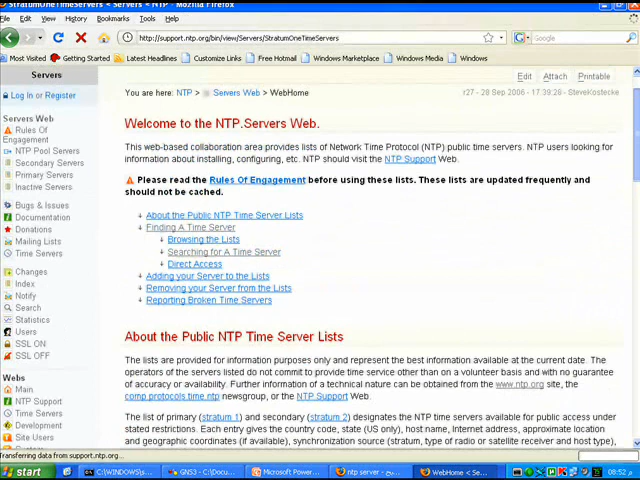 StratumOneTimeServers - Mozilla Firefox
Edit View History Bookmarks Tools Help
http://support.ntp.org/bin/view/Servers/StratumOneTimeServers
Google
Most Visited Getting Started Latest Headlines Customize Links Free Hotmail Windows Marketplace Windows Media Windows
Servers
Edit Attach Printable
Log In or Register
You are here: NTP > Servers Web > WebHome
r27 - 28 Sep 2006 - 17:39:28 - SteveKostecke
Servers Web
Rules Of
Engagement
NTP Pool Servers
Secondary Servers
Primary Servers
Inactive Servers
Bugs & Issues
Documentation
Donations
Mailing Lists
Time Servers
Changes
Index
Notify
Search
Statistics
Users
SSL ON
SSL OFF
Webs
Main
NTP Support
Time Servers
Development
Site Users
Welcome to the NTP.Servers Web.
This web-based collaboration area provides lists of Network Time Protocol (NTP) public time servers. NTP users looking for
information about installing, configuring, etc. NTP should visit the NTP Support Web.
Please read the Rules Of Engagement before using these lists. These lists are updated frequently and
should not be cached.
About the Public NTP Time Server Lists
Finding A Time Server
Browsing the Lists
Searching for A Time Server
Direct Access
Adding your Server to the Lists
Removing your Server from the Lists
Reporting Broken Time Servers
About the Public NTP Time Server Lists
The lists are provided for information purposes only and represent the best information available at the current date. The
operators of the servers listed do not commit to provide time service other than on a volunteer basis and with no guarantee
of accuracy or availability. Further information of a technical nature can be obtained from the www.ntp.org site, the
comp.protocols.time.ntp newsgroup, or the NTP Support Web.
The list of primary (stratum 1) and secondary (stratum 2) designates the NTP time servers available for public access under
stated restrictions. Each entry gives the country code, state (US only), host name, Internet address, approximate location
and geographic coordinates (if available), synchronization source (stratum, type of radio or satellite receiver and host type),
Transferring data from support.ntp.org...
start C:\WINDOWS\s... GNS3 - C:\Docu... Microsoft Power... ntp server - ... WebHome < Se... 08:52